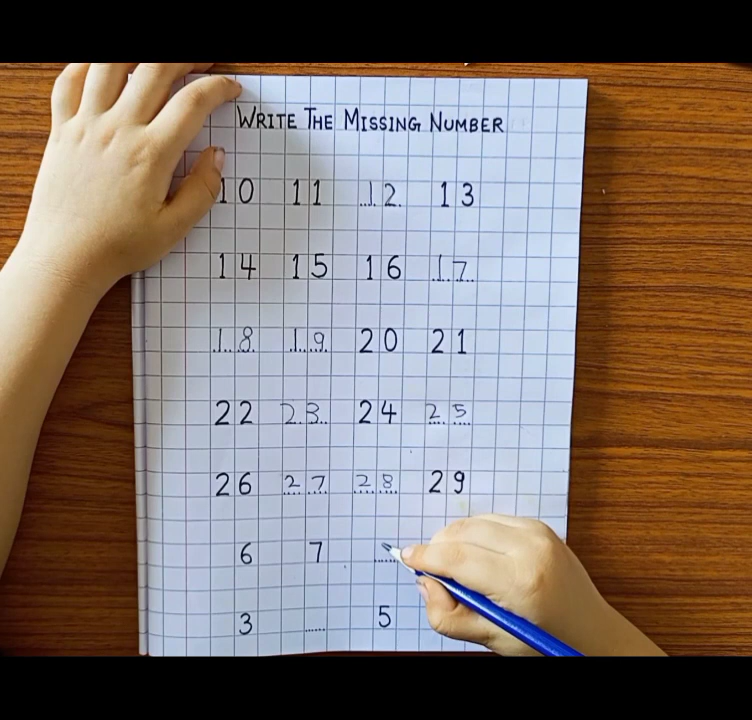 WRITE THE MISSING NUMBER
10 11 12 13
14 15 16 17
18 19 20 21
22 23 24 25
26 27 28 29
6 7 ......
3 ...... 5